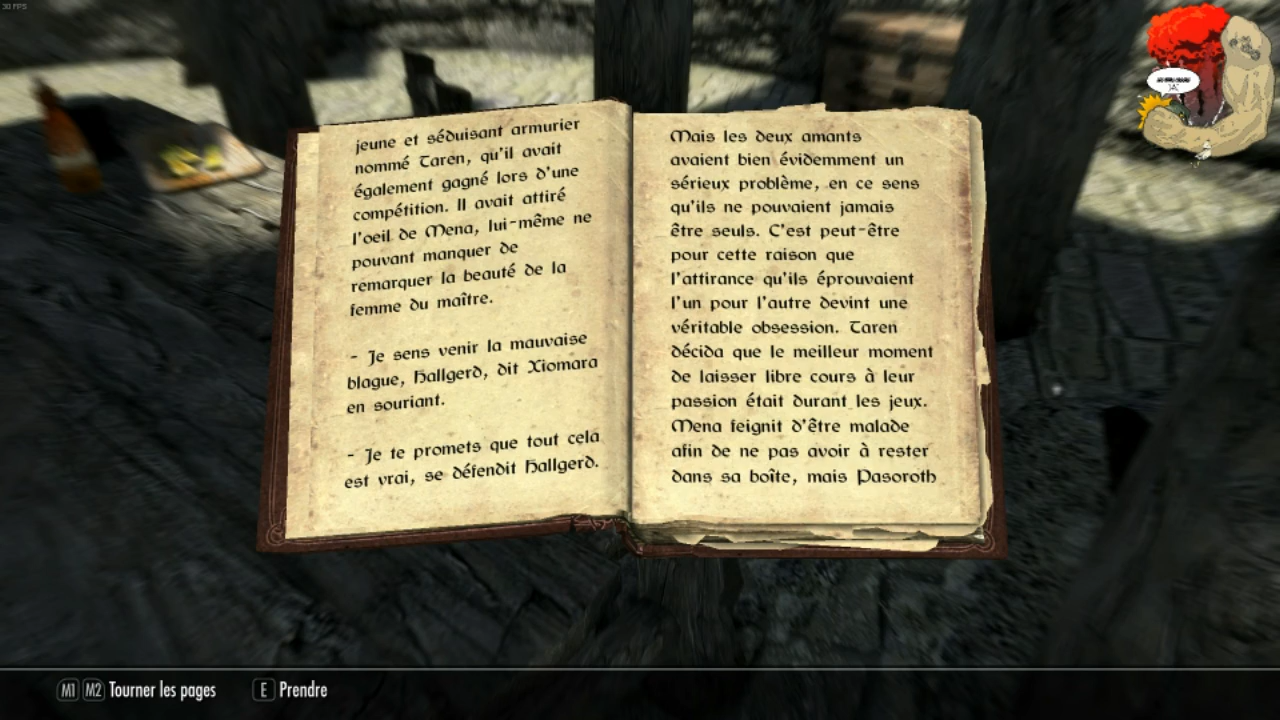 30 FPS
jeune et séduisant armurier
nommé Taren, qu'il avait
également gagné lors d'une
compétition. Il avait attiré
l'oeil de Mena, lui-même ne
pouvant manquer de
remarquer la beauté de la
femme du maître.
- Je sens venir la mauvaise
blague, Hallgerd, dit Xiomara
en souriant.
- Je te promets que tout cela
est vrai, se défendit Hallgerd.
Mais les deux amants
avaient bien évidemment un
sérieux problème, en ce sens
qu'ils ne pouvaient jamais
être seuls. C'est peut-être
pour cette raison que
l'attirance qu'ils éprouvaient
l'un pour l'autre devint une
véritable obsession. Taren
décida que le meilleur moment
de laisser libre cours à leur
passion était durant les jeux.
Mena feignit d'être malade
afin de ne pas avoir à rester
dans sa boîte, mais Pasoroth
M1 M2 Tourner les pages
E Prendre